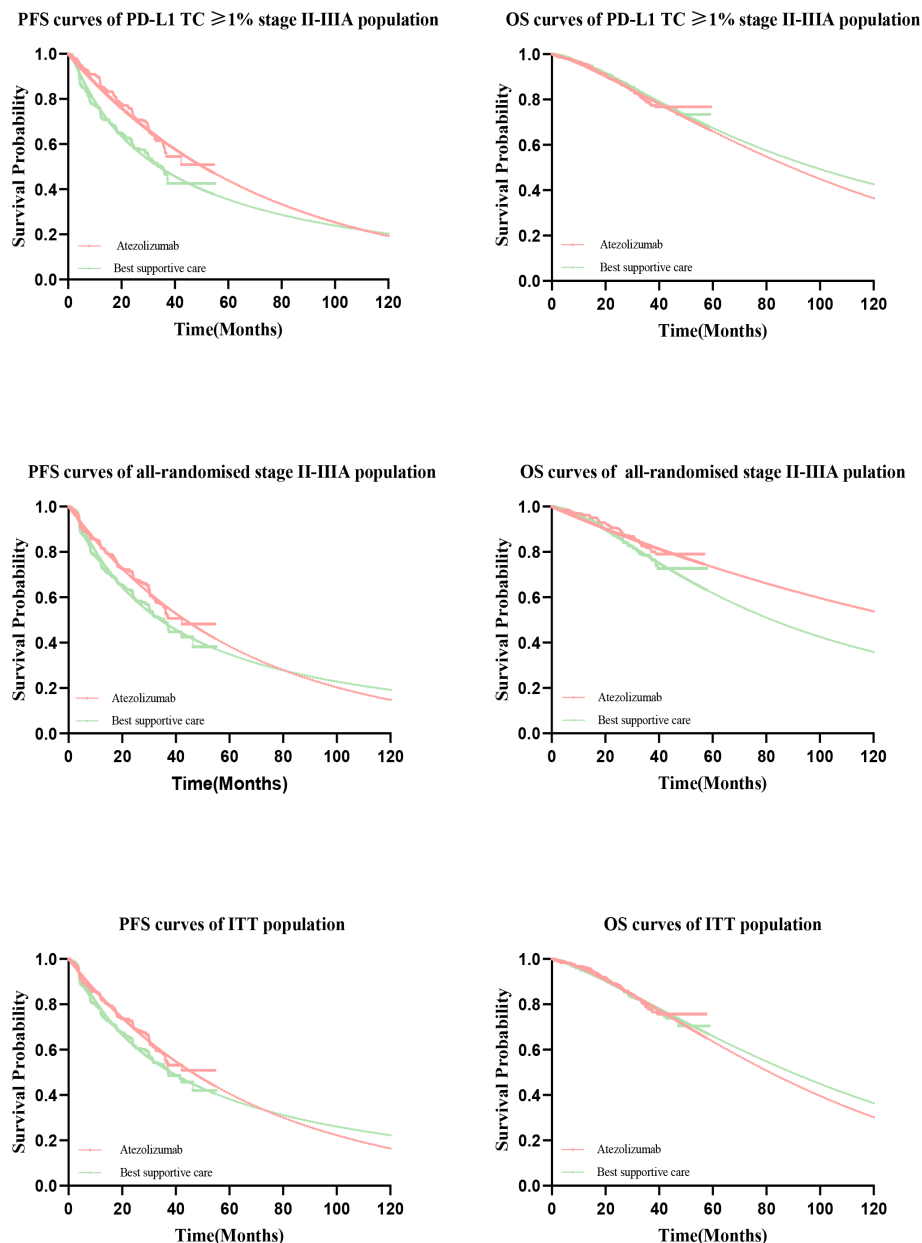 PFS curves of PD-L1 TC ≥1% stage II-IIIA population
1.0
0.8
0.6
0.4
0.2
0.0
Survival Probability
Atezolizumab
Best supportive care
0 20 40 60 80 100 120
Time(Months)
OS curves of PD-L1 TC ≥1% stage II-IIIA population
1.0
0.8
0.6
0.4
0.2
0.0
Survival Probability
Atezolizumab
Best supportive care
0 20 40 60 80 100 120
Time(Months)
PFS curves of all-randomised stage II-IIIA population
1.0
0.8
0.6
0.4
0.2
0.0
Survival Probability
Atezolizumab
Best supportive care
0 20 40 60 80 100 120
Time(Months)
OS curves of all-randomised stage II-IIIA pulation
1.0
0.8
0.6
0.4
0.2
0.0
Survival Probability
Atezolizumab
Best supportive care
0 20 40 60 80 100 120
Time(Months)
PFS curves of ITT population
1.0
0.8
0.6
0.4
0.2
0.0
Survival Probability
Atezolizumab
Best supportive care
0 20 40 60 80 100 120
Time(Months)
OS curves of ITT population
1.0
0.8
0.6
0.4
0.2
0.0
Survival Probability
Atezolizumab
Best supportive care
0 20 40 60 80 100 120
Time(Months)